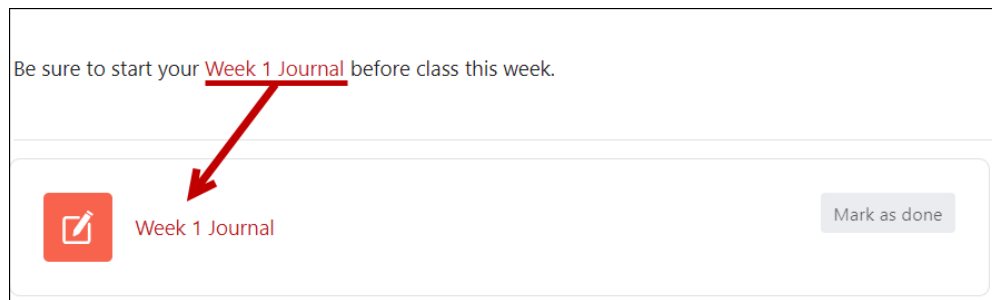 Be sure to start your Week 1 Journal before class this week.
Week 1 Journal
Mark as done